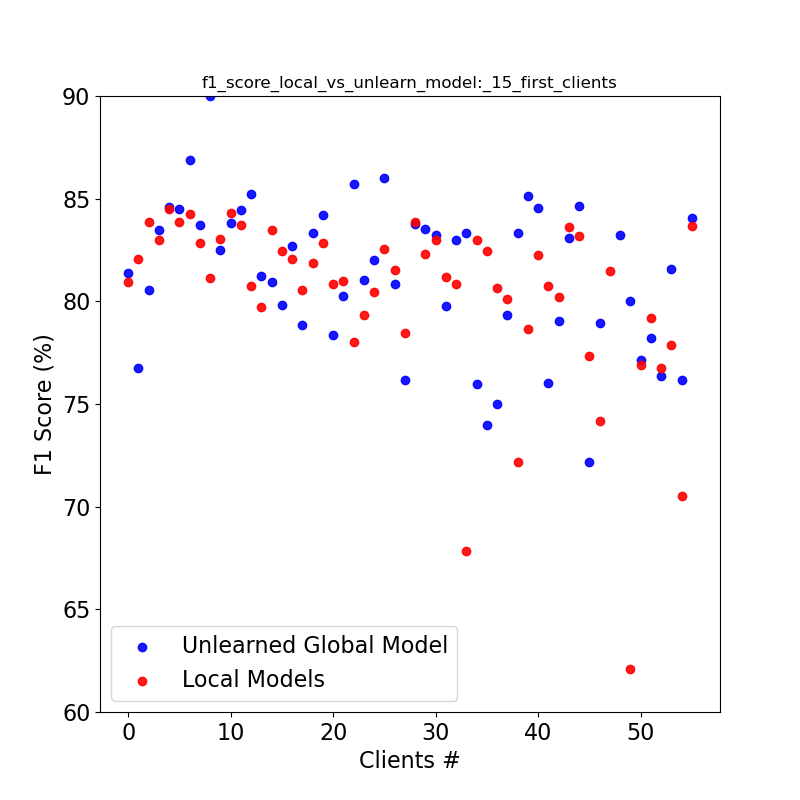 f1_score_local_vs_unlearn_model:_15_first_clients
90
85
80
75
70
65
60
F1 Score (%)
Unlearned Global Model
Local Models
0 10 20 30 40 50
Clients #